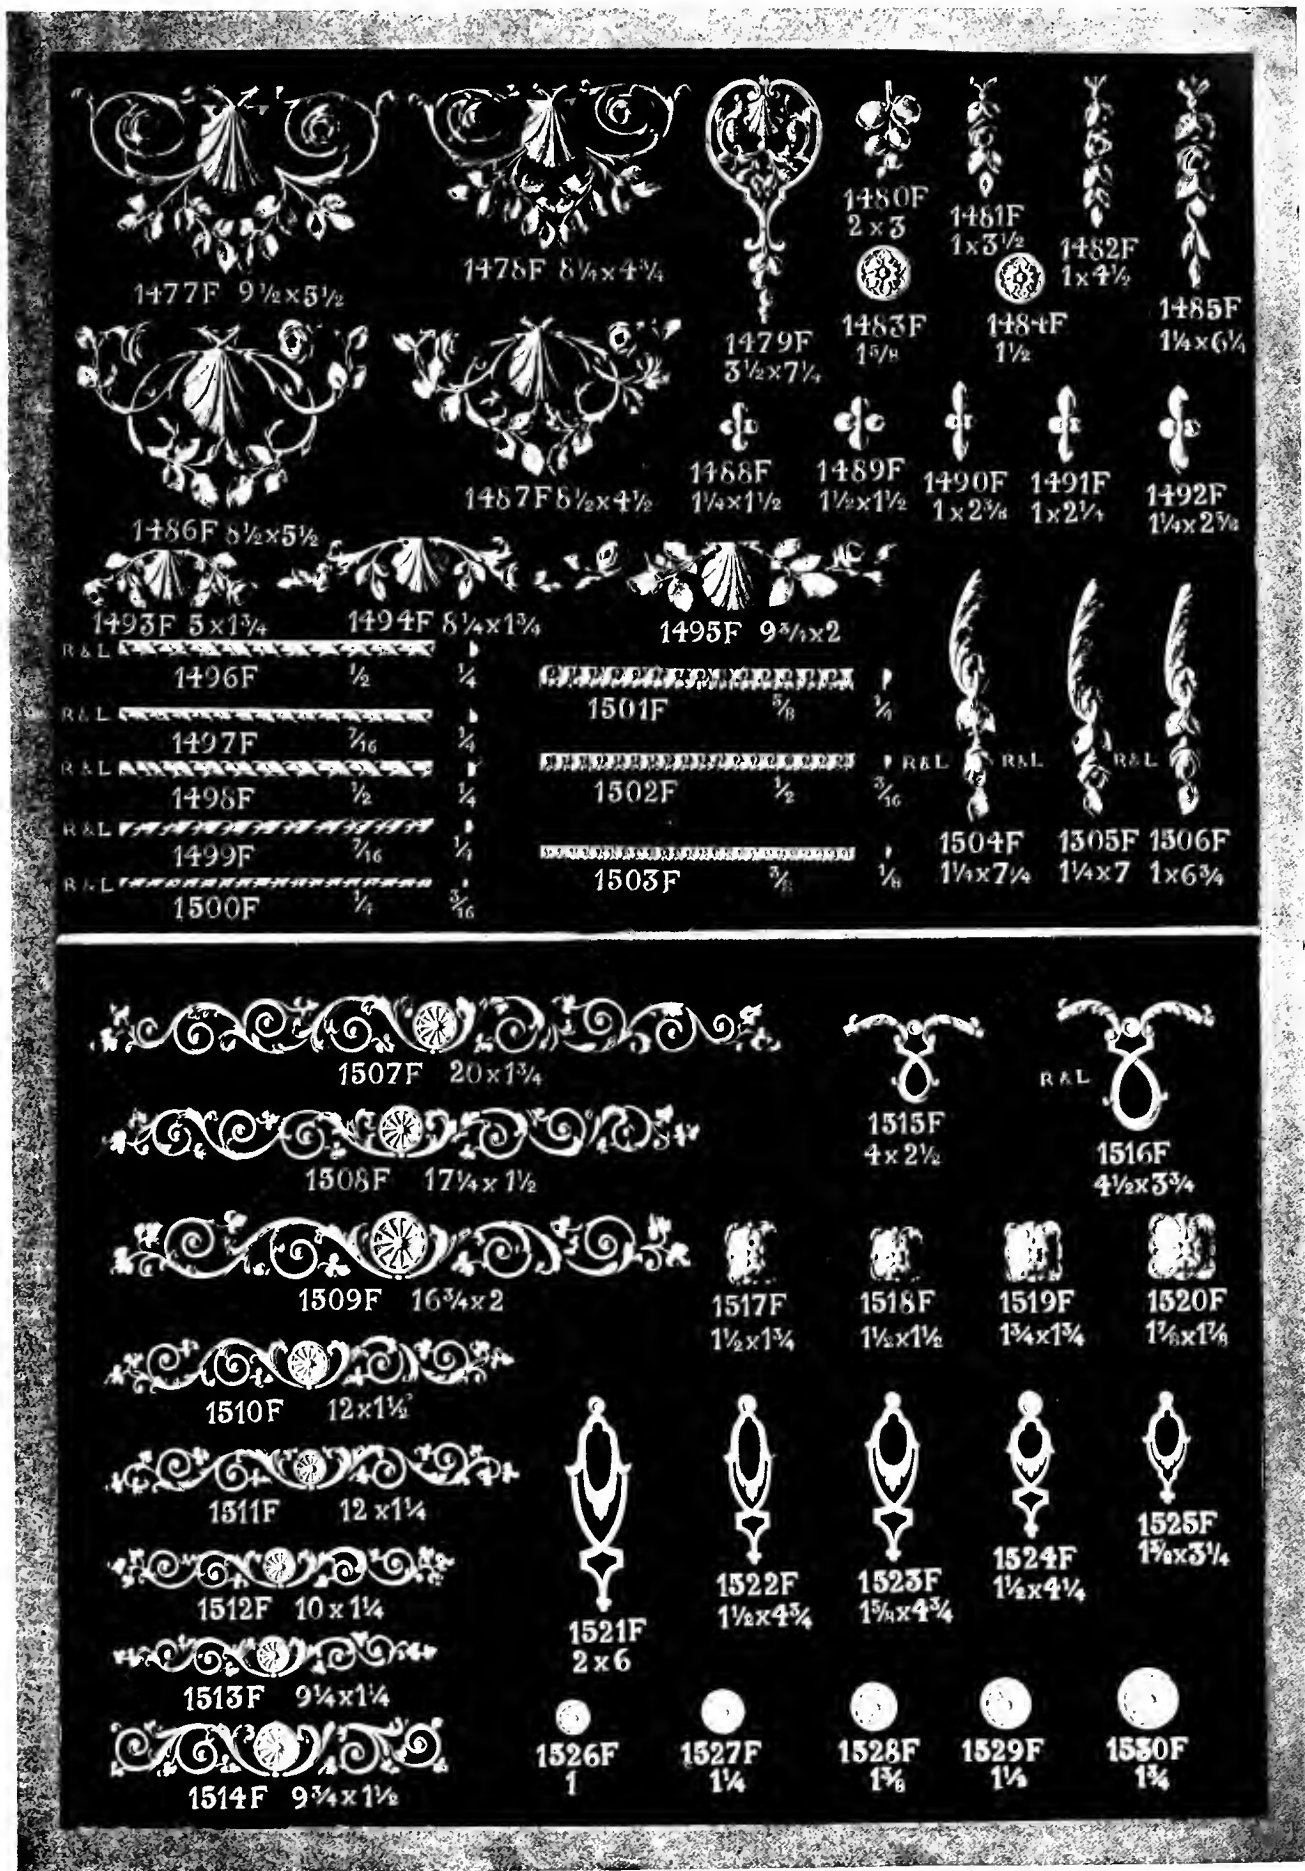 1477F 9½x5½
1478F 8¼x4¾
1479F
3½x7¼
1480F
2x3
1481F
1x3½
1482F
1x4½
1483F
1⅝
1484F
1½
1485F
1¼x6¼
1486F 8½x5½
1487F 8½x4½
1488F
1¼x1½
1489F
1½x1½
1490F
1x2⅜
1491F
1x2¼
1492F
1¼x2⅝
1493F 5x1¾
1494F 8¼x1¾
1495F 9¾x2
R&L
1496F ½ ¼
R&L
1497F 7/16 ¼
R&L
1498F ½ ¼
R&L
1499F 7/16 ¼
R&L
1500F ¼ 3/16
1501F ⅝ ¼
1502F ½ 3/16
1503F ⅜ ⅛
R&L R&L R&L
1504F
1¼x7¼
1505F
1¼x7
1506F
1x6¾
1507F 20x1¾
1508F 17¼x1½
1509F 16¾x2
1510F 12x1½
1511F 12x1¼
1512F 10x1¼
1513F 9¼x1¼
1514F 9¾x1½
1515F
4x2½
R&L
1516F
4½x3¾
1517F
1½x1¾
1518F
1½x1½
1519F
1¾x1¾
1520F
1⅞x1⅞
1521F
2x6
1522F
1½x4¾
1523F
1⅝x4¾
1524F
1½x4¼
1525F
1⅜x3¼
1526F
1
1527F
1¼
1528F
1⅜
1529F
1530F
1¾